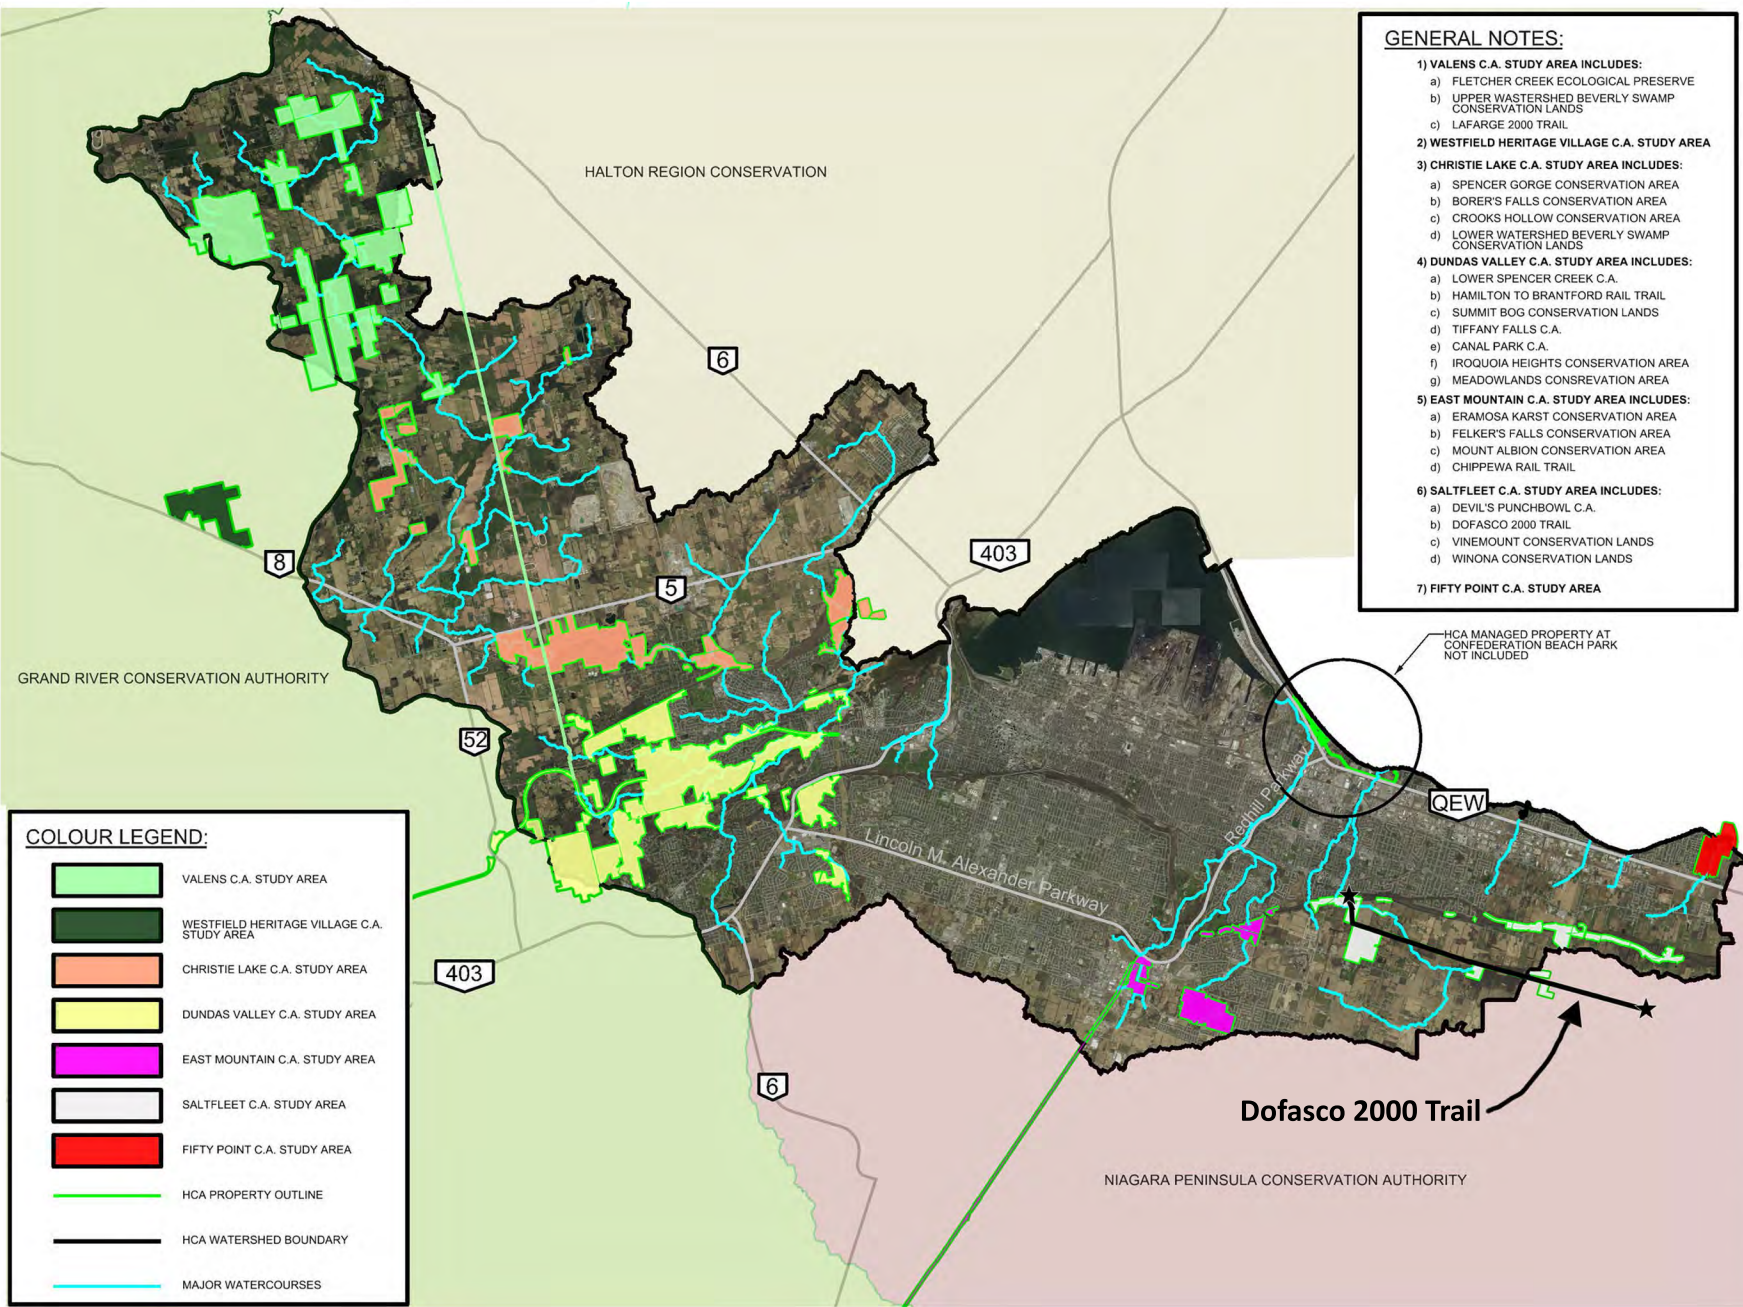 GENERAL NOTES:
1) VALENS C.A. STUDY AREA INCLUDES:
a) FLETCHER CREEK ECOLOGICAL PRESERVE
b) UPPER WASTERSHED BEVERLY SWAMP
CONSERVATION LANDS
c) LAFARGE 2000 TRAIL
2) WESTFIELD HERITAGE VILLAGE C.A. STUDY AREA
3) CHRISTIE LAKE C.A. STUDY AREA INCLUDES:
a) SPENCER GORGE CONSERVATION AREA
b) BORER'S FALLS CONSERVATION AREA
c) CROOKS HOLLOW CONSERVATION AREA
d) LOWER WATERSHED BEVERLY SWAMP
CONSERVATION LANDS
4) DUNDAS VALLEY C.A. STUDY AREA INCLUDES:
a) LOWER SPENCER CREEK C.A.
b) HAMILTON TO BRANTFORD RAIL TRAIL
c) SUMMIT BOG CONSERVATION LANDS
d) TIFFANY FALLS C.A.
e) CANAL PARK C.A.
f) IROQUOIA HEIGHTS CONSERVATION AREA
g) MEADOWLANDS CONSREVATION AREA
5) EAST MOUNTAIN C.A. STUDY AREA INCLUDES:
a) ERAMOSA KARST CONSERVATION AREA
b) FELKER'S FALLS CONSERVATION AREA
c) MOUNT ALBION CONSERVATION AREA
d) CHIPPEWA RAIL TRAIL
6) SALTFLEET C.A. STUDY AREA INCLUDES:
a) DEVIL'S PUNCHBOWL C.A.
b) DOFASCO 2000 TRAIL
c) VINEMOUNT CONSERVATION LANDS
d) WINONA CONSERVATION LANDS
7) FIFTY POINT C.A. STUDY AREA
HALTON REGION CONSERVATION
6
403
8
5
HCA MANAGED PROPERTY AT
CONFEDERATION BEACH PARK
NOT INCLUDED
GRAND RIVER CONSERVATION AUTHORITY
52
Redhill Parkway
QEW
Lincoln M. Alexander Parkway
403
6
Dofasco 2000 Trail
NIAGARA PENINSULA CONSERVATION AUTHORITY
COLOUR LEGEND:
VALENS C.A. STUDY AREA
WESTFIELD HERITAGE VILLAGE C.A.
STUDY AREA
CHRISTIE LAKE C.A. STUDY AREA
DUNDAS VALLEY C.A. STUDY AREA
EAST MOUNTAIN C.A. STUDY AREA
SALTFLEET C.A. STUDY AREA
FIFTY POINT C.A. STUDY AREA
HCA PROPERTY OUTLINE
HCA WATERSHED BOUNDARY
MAJOR WATERCOURSES